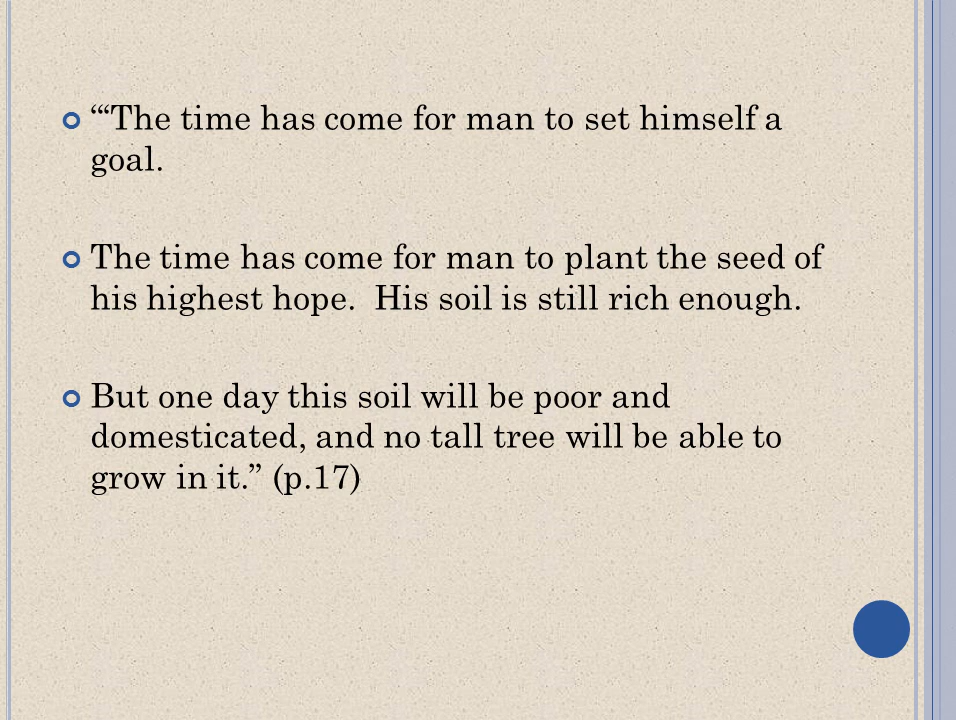 “‘The time has come for man to set himself a
goal.
The time has come for man to plant the seed of
his highest hope.  His soil is still rich enough.
But one day this soil will be poor and
domesticated, and no tall tree will be able to
grow in it.” (p.17)